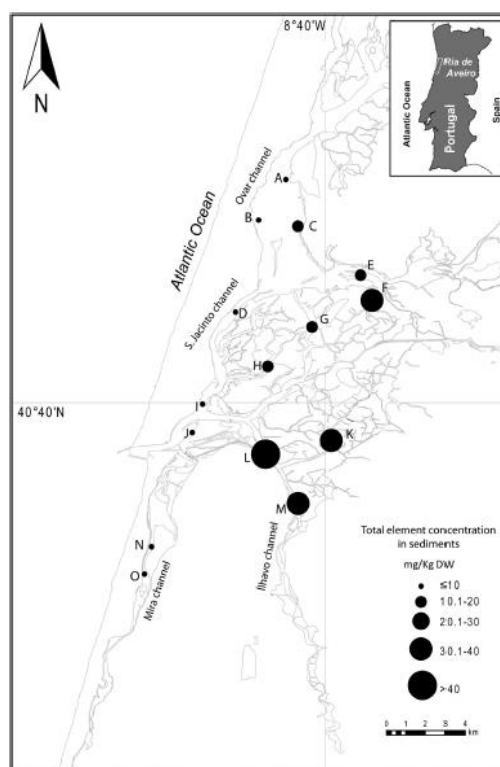 8°40'W
Ria de
Aveiro
Atlantic Ocean
Portugal
Spain
N
Ovar channel
A
B
C
Atlantic Ocean
E
F
S. Jacinto channel
D
G
H
I
40°40'N
J
K
L
M
N
O
Mira channel
Ílhavo channel
Total element concentration
in sediments
mg/Kg DW
≤10
10.1-20
20.1-30
30.1-40
>40
0 1 2 3 4
km